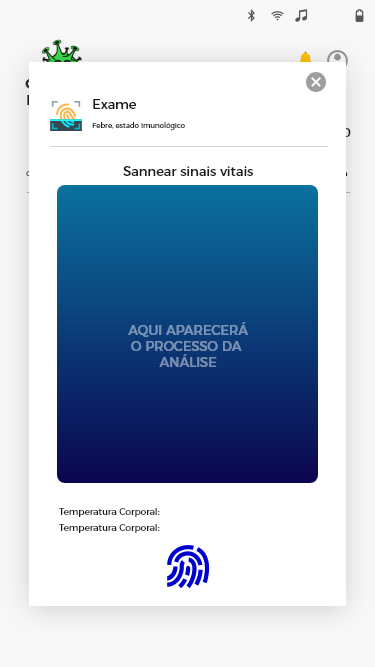 Exame
Febre, estado imunológico
Sannear sinais vitais
AQUI APARECERÁ
O PROCESSO DA
ANÁLISE
Temperatura Corporal:
Temperatura Corporal: